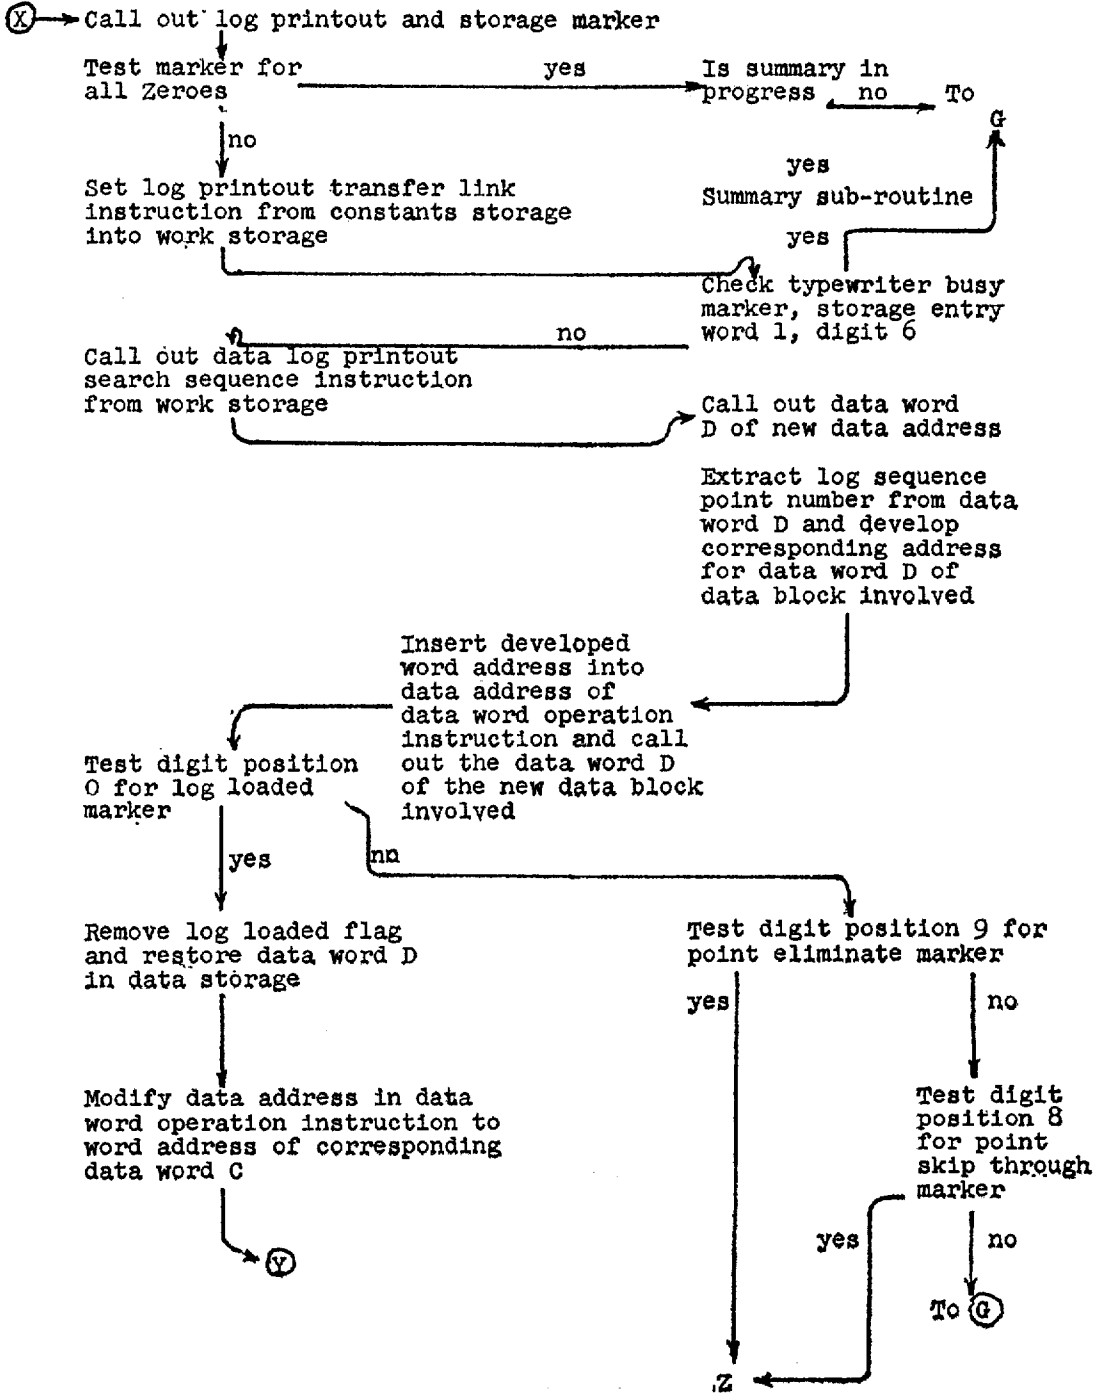 X Call out log printout and storage marker
Test marker for
all Zeroes
yes
Is summary in
progress
no
To
G
no
yes
Set log printout transfer link
instruction from constants storage
into work storage
Summary sub-routine
yes
Check typewriter busy
marker, storage entry
word 1, digit 6
no
Call out data log printout
search sequence instruction
from work storage
Call out data word
D of new data address
Extract log sequence
point number from data
word D and develop
corresponding address
for data word D of
data block involved
Insert developed
word address into
data address of
data word operation
instruction and call
out the data word D
of the new data block
involved
Test digit position
0 for log loaded
marker
yes
no
Remove log loaded flag
and restore data word D
in data storage
Test digit position 9 for
point eliminate marker
yes
no
Modify data address in data
word operation instruction to
word address of corresponding
data word C
Y
Test digit
position 8
for point
skip through
marker
yes
no
To G
Z